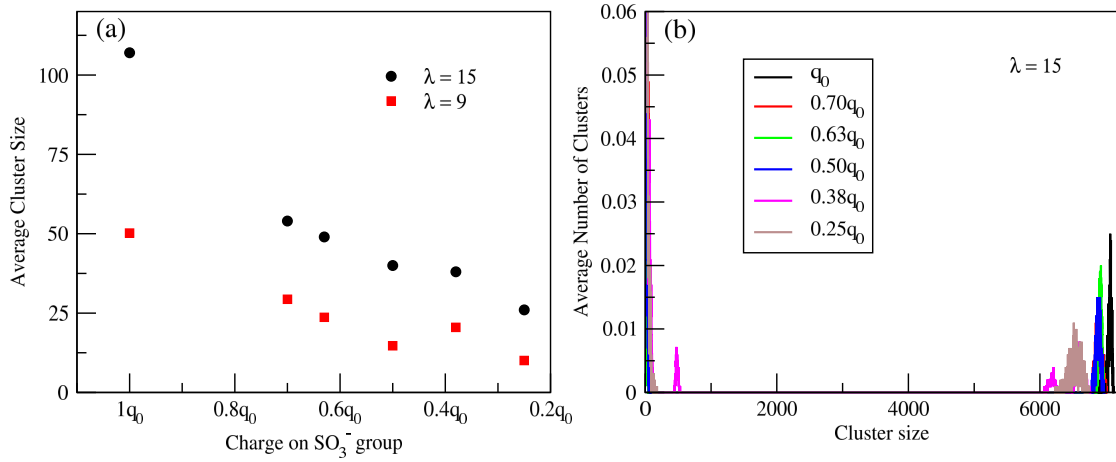 (a)
λ = 15
λ = 9
Average Cluster Size
100
75
50
25
0
1q₀ 0.8q₀ 0.6q₀ 0.4q₀ 0.2q₀
Charge on SO₃⁻ group
(b)
λ = 15
q₀
0.70q₀
0.63q₀
0.50q₀
0.38q₀
0.25q₀
Average Number of Clusters
0.06
0.05
0.04
0.03
0.02
0.01
0
0 2000 4000 6000
Cluster size